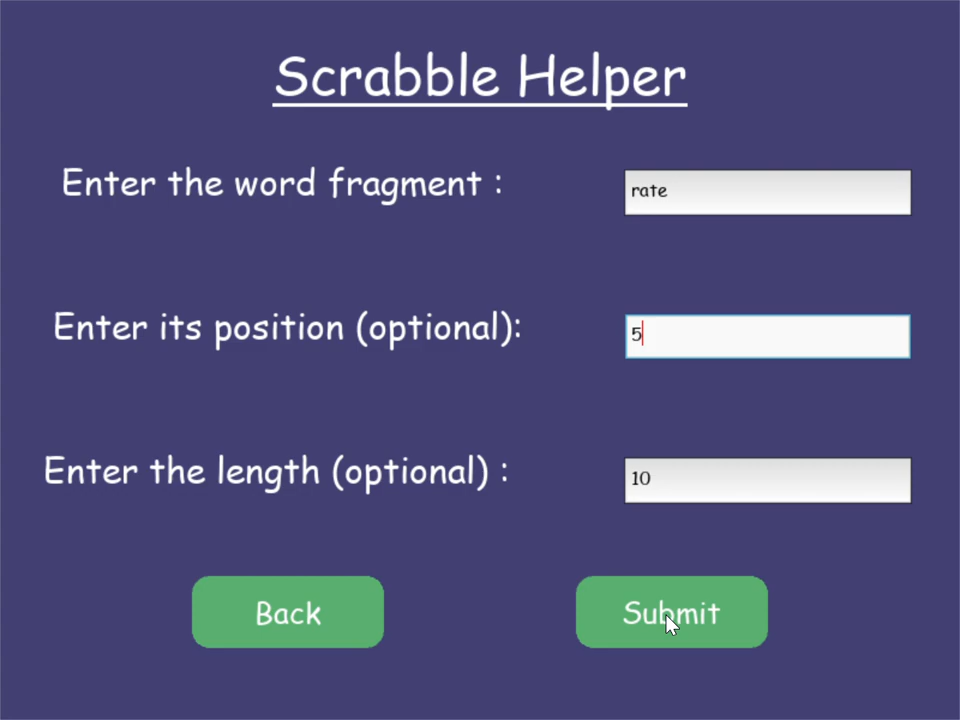 Scrabble Helper
Enter the word fragment :
rate
Enter its position (optional):
5
Enter the length (optional) :
10
Back
Submit